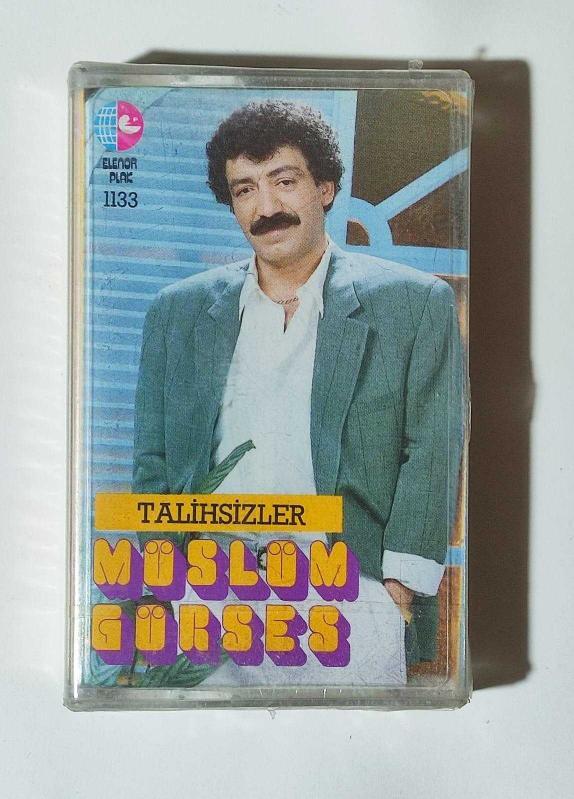 ELENOR
PLAK
1133
TALİHSİZLER
MÜSLÜM
GÜRSES